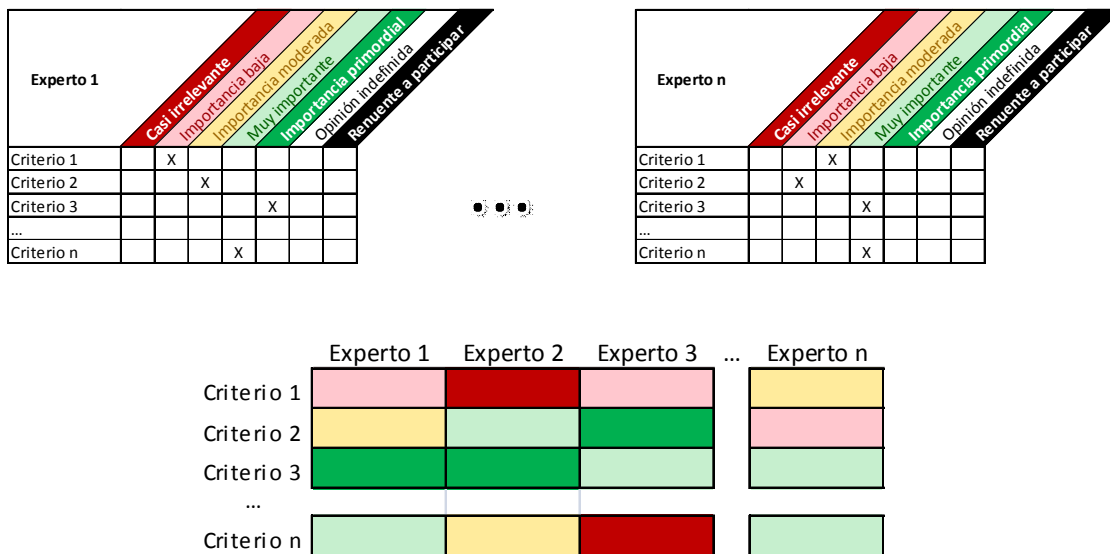 Experto 1
Casi irrelevante
Importancia baja
Importancia moderada
Muy importante
Importancia primordial
Opinión indefinida
Renuente a participar
Criterio 1 X
Criterio 2 X
Criterio 3 X
...
Criterio n X
...
Experto n
Casi irrelevante
Importancia baja
Importancia moderada
Muy importante
Importancia primordial
Opinión indefinida
Renuente a participar
Criterio 1 X
Criterio 2 X
Criterio 3 X
...
Criterio n X
Experto 1 Experto 2 Experto 3 ... Experto n
Criterio 1
Criterio 2
Criterio 3
...
Criterio n